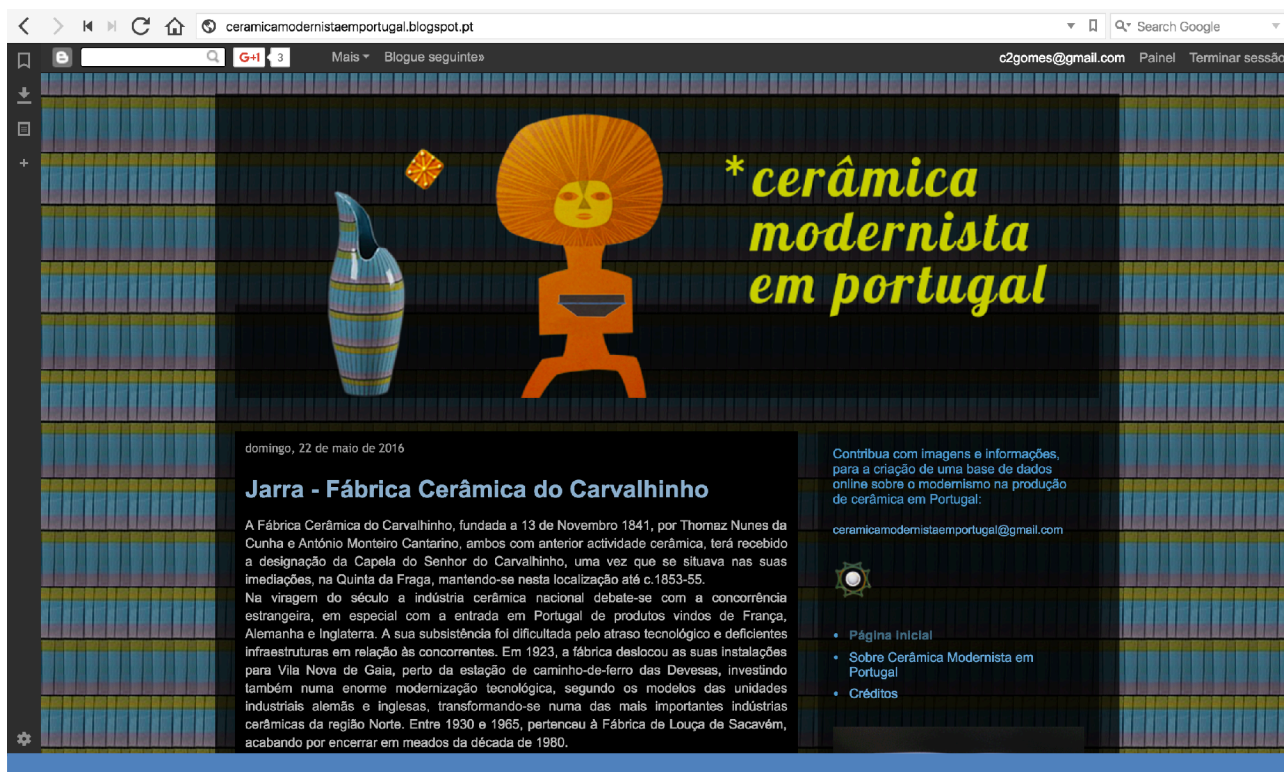 ceramicamodernistaemportugal.blogspot.pt
Search Google
G+1 3
Mais
Blogue seguinte»
c2gomes@gmail.com Painel Terminar sessão
*cerâmica
modernista
em portugal
domingo, 22 de maio de 2016
Jarra - Fábrica Cerâmica do Carvalhinho
A Fábrica Cerâmica do Carvalhinho, fundada a 13 de Novembro 1841, por Thomaz Nunes da
Cunha e António Monteiro Cantarino, ambos com anterior actividade cerâmica, terá recebido
a designação da Capela do Senhor do Carvalhinho, uma vez que se situava nas suas
imediações, na Quinta da Fraga, mantendo-se nesta localização até c.1853-55.
Na viragem do século a indústria cerâmica nacional debate-se com a concorrência
estrangeira, em especial com a entrada em Portugal de produtos vindos de França,
Alemanha e Inglaterra. A sua subsistência foi dificultada pelo atraso tecnológico e deficientes
infraestruturas em relação às concorrentes. Em 1923, a fábrica deslocou as suas instalações
para Vila Nova de Gaia, perto da estação de caminho-de-ferro das Devesas, investindo
também numa enorme modernização tecnológica, segundo os modelos das unidades
industriais alemãs e inglesas, transformando-se numa das mais importantes indústrias
cerâmicas da região Norte. Entre 1930 e 1965, pertenceu à Fábrica de Louça de Sacavém,
acabando por encerrar em meados da década de 1980.
Contribua com imagens e informações,
para a criação de uma base de dados
online sobre o modernismo na produção
de cerâmica em Portugal:
ceramicamodernistaemportugal@gmail.com
Página inicial
Sobre Cerâmica Modernista em
Portugal
Créditos